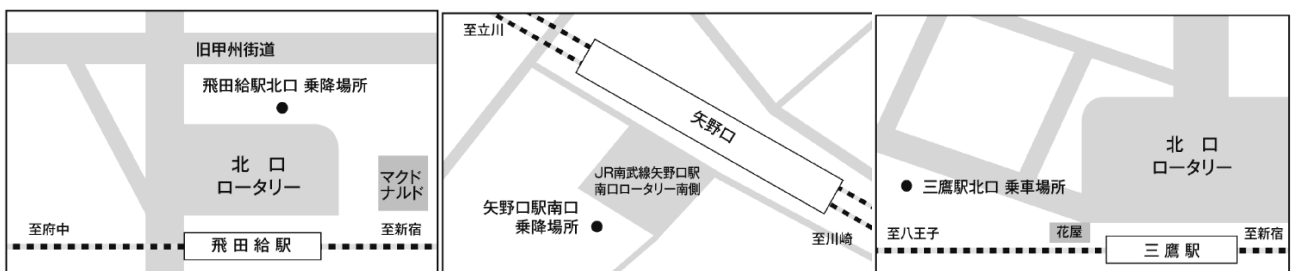 旧甲州街道
飛田給駅北口 乗降場所
北 口
ロータリー
マクド
ナルド
至府中
至新宿
飛田給駅
至立川
矢野口
JR南武線矢野口駅
南口ロータリー南側
矢野口駅南口
乗降場所
至川崎
北 口
ロータリー
三鷹駅北口 乗車場所
至八王子
花屋
至新宿
三鷹駅